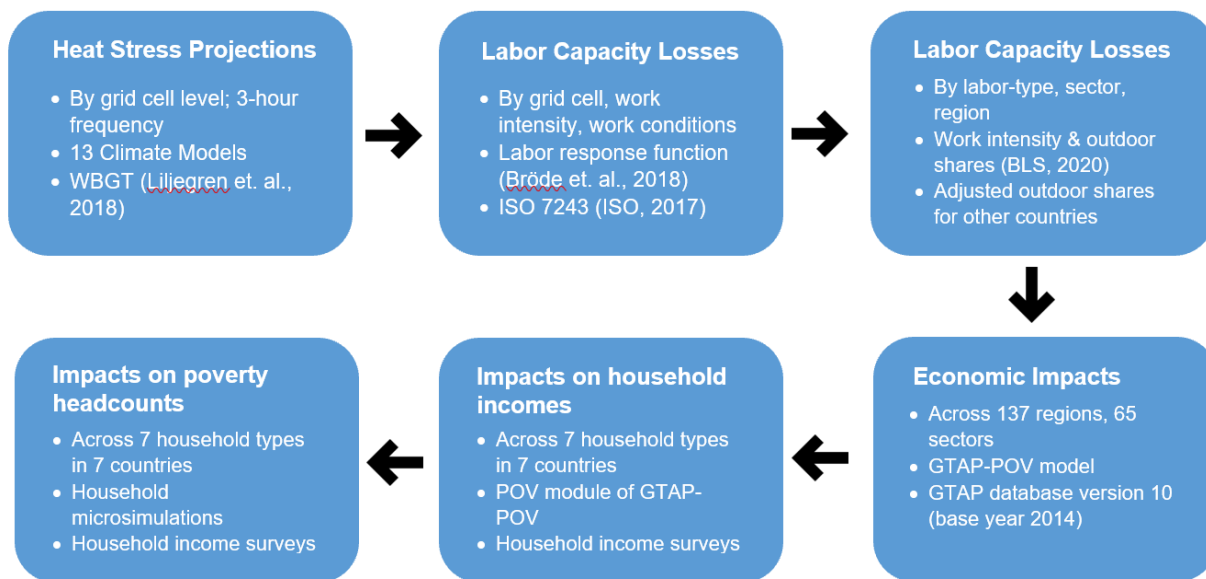 Heat Stress Projections
• By grid cell level; 3-hour
frequency
• 13 Climate Models
• WBGT (Liljegren et. al.,
2018)
Labor Capacity Losses
• By grid cell, work
intensity, work conditions
• Labor response function
(Bröde et. al., 2018)
• ISO 7243 (ISO, 2017)
Labor Capacity Losses
• By labor-type, sector,
region
• Work intensity & outdoor
shares (BLS, 2020)
• Adjusted outdoor shares
for other countries
Economic Impacts
• Across 137 regions, 65
sectors
• GTAP-POV model
• GTAP database version 10
(base year 2014)
Impacts on household
incomes
• Across 7 household types
in 7 countries
• POV module of GTAP-
POV
• Household income surveys
Impacts on poverty
headcounts
• Across 7 household types
in 7 countries
• Household
microsimulations
• Household income surveys